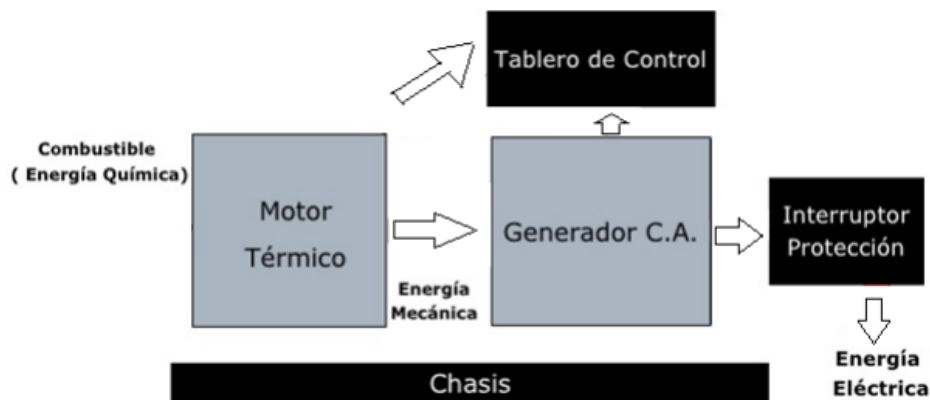 Tablero de Control
Combustible
( Energía Química)
Motor
Térmico
Energía
Mecánica
Generador C.A.
Interruptor
Protección
Energía
Eléctrica
Chasis